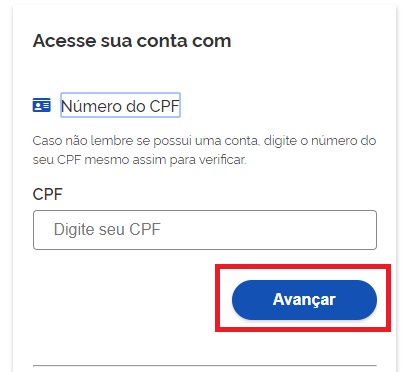 Acesse sua conta com
Número do CPF
Caso não lembre se possui uma conta, digite o número do
seu CPF mesmo assim para verificar.
CPF
Digite seu CPF
Avançar